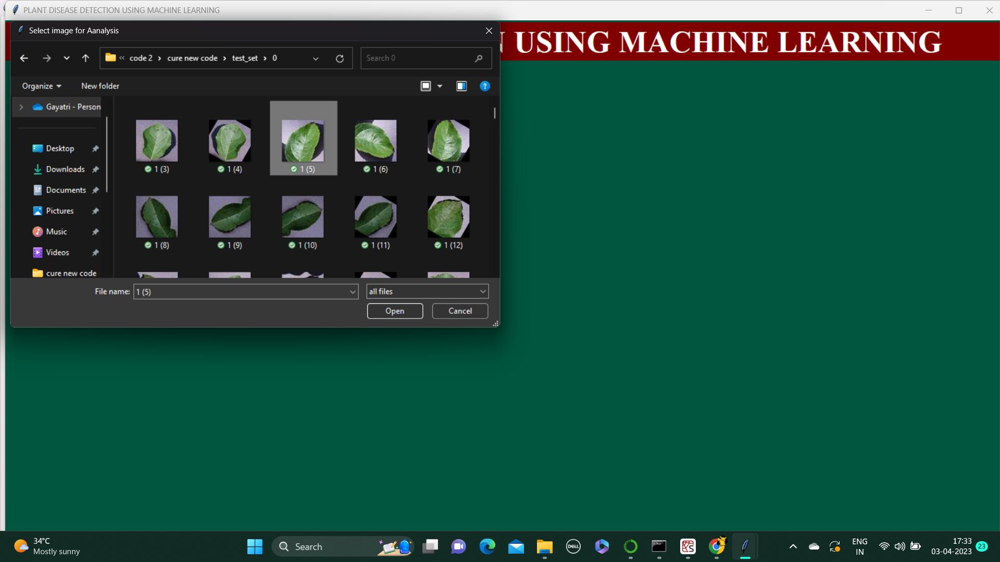 PLANT DISEASE DETECTION USING MACHINE LEARNING
Select image for Aanalysis
N USING MACHINE LEARNING
« code 2 › cure new code › test_set › 0
Search 0
Organize
New folder
Gayatri - Person
Desktop
Downloads
Documents
Pictures
Music
Videos
cure new code
1 (3)
1 (4)
1 (5)
1 (6)
1 (7)
1 (8)
1 (9)
1 (10)
1 (11)
1 (12)
File name:
1 (5)
all files
Open
Cancel
34°C
Mostly sunny
Search
DELL
ENG
IN
17:33
03-04-2023
23